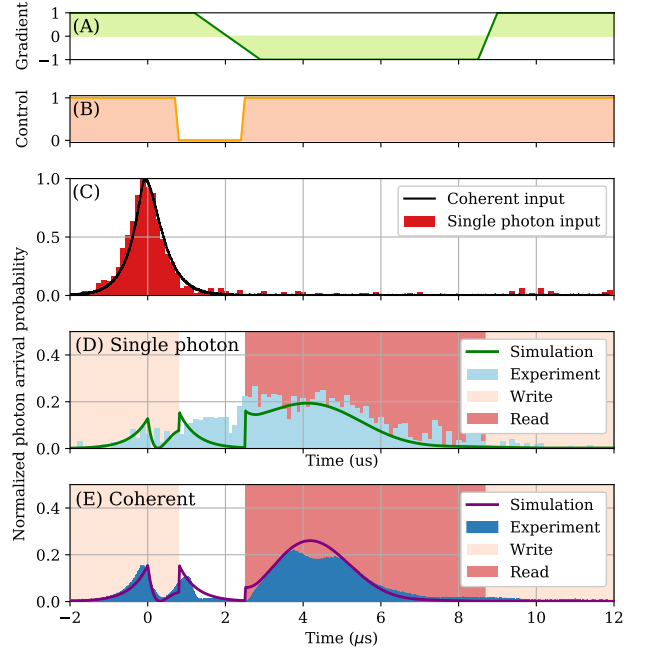 Gradient
1
0
−1
(A)
Control
1
0
(B)
Normalized photon arrival probability
1.0
0.5
0.0
(C)
Coherent input
Single photon input
0.4
0.2
0.0
(D) Single photon
Simulation
Experiment
Write
Read
Time (us)
0.4
0.2
0.0
(E) Coherent
Simulation
Experiment
Write
Read
−2 0 2 4 6 8 10 12
Time (μs)